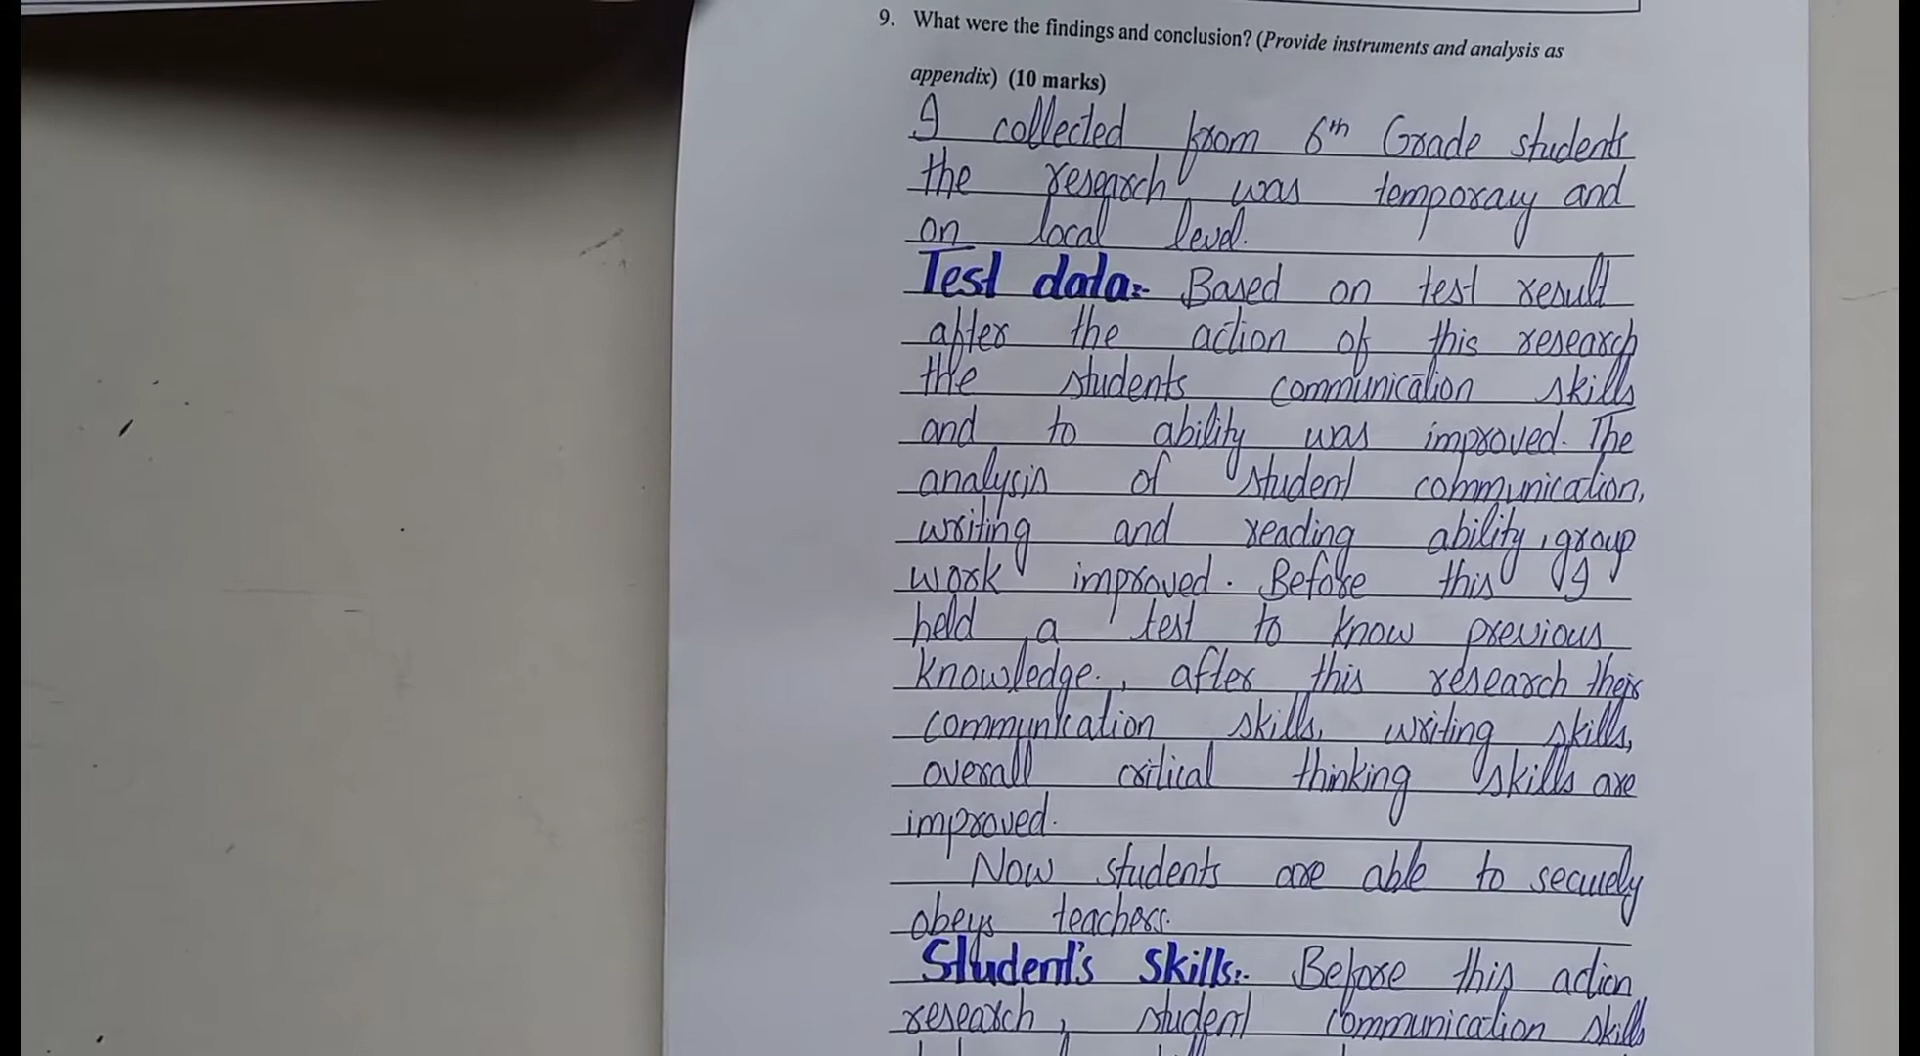 9. What were the findings and conclusion? (Provide instruments and analysis as
appendix) (10 marks)
I collected from 6th Grade students
the research was temporary and
on local level.
Test data:- Based on test result
after the action of this research
the students communication skills
and to ability was improved. The
analysis of student communication,
writing and reading ability, group
work improved. Before this I
held a test to know previous
knowledge., after this research their
communication skills, writing skills,
overall critical thinking skills are
improved.
Now students are able to securely
obeys teachers.
Student's Skills:- Before this action
research, student communication skills